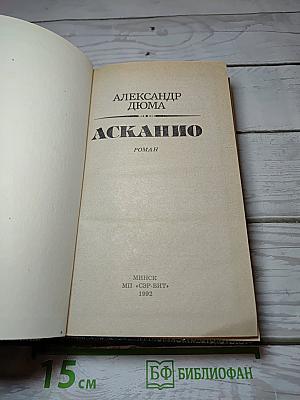 АЛЕКСАНДР
ДЮМА
АСКАНИО
РОМАН
МИНСК
МП «СЭР-ВИТ»
1992
15 см
БФ БИБЛИОФАН